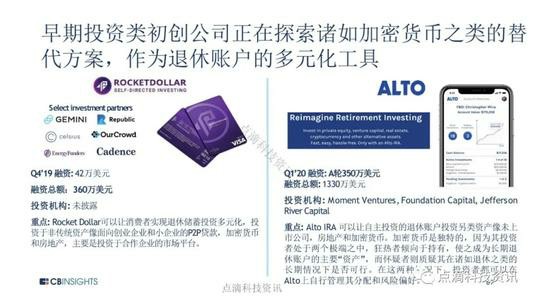 早期投资类初创公司正在探索诸如加密货币之类的替
代方案，作为退休账户的多元化工具
ROCKETDOLLAR
SELF-DIRECTED INVESTING
Select investment partners
GEMINI
Republic
celsius
OurCrowd
EnergyFunders
Cadence
VISA
Q4'19 融资: 42万美元
融资总额: 360万美元
投资机构: 未披露
重点: Rocket Dollar可以让消费者实现退休储蓄投资多元化，投
资于非传统资产像面向创业企业和小企业的P2P贷款，加密货币
和房地产，主要是投资于合作企业的市场平台。
ALTO
Reimagine Retirement Investing
Invest in private equity, venture capital, real estate,
cryptocurrency and other alternative assets.
Fast, easy, hassle free. Only with an Alto IRA.
ALTO
Q1'20 融资: A轮350万美元
融资总额: 1330万美元
投资机构: Moment Ventures, Foundation Capital, Jefferson
River Capital
重点: Alto IRA 可以让自主投资的退休账户投资另类资产像未上
市公司，房地产和加密货币。加密货币是独特的，因为其投资
者处于两个极端之中，狂热者倾向于持有，使之成为长期退
休账户的主要“资产”，而怀疑者则质疑其在诸如退休之类的
长期情况下是否可行。在这两种情况下，投资者都可以在
Alto上自行管理其分配和风险偏好。
CBINSIGHTS
点滴科技资讯
点滴科技资讯
点滴科技资讯